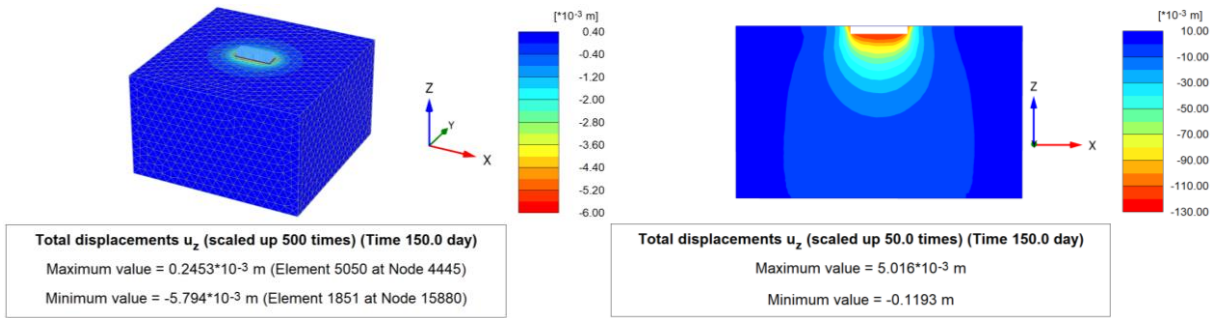 [*10-3 m]
0.40
-0.40
-1.20
-2.00
-2.80
-3.60
-4.40
-5.20
-6.00
Z
Y
X
Total displacements uz (scaled up 500 times) (Time 150.0 day)
Maximum value = 0.2453*10-3 m (Element 5050 at Node 4445)
Minimum value = -5.794*10-3 m (Element 1851 at Node 15880)
[*10-3 m]
10.00
-10.00
-30.00
-50.00
-70.00
-90.00
-110.00
-130.00
Z
X
Total displacements uz (scaled up 50.0 times) (Time 150.0 day)
Maximum value = 5.016*10-3 m
Minimum value = -0.1193 m